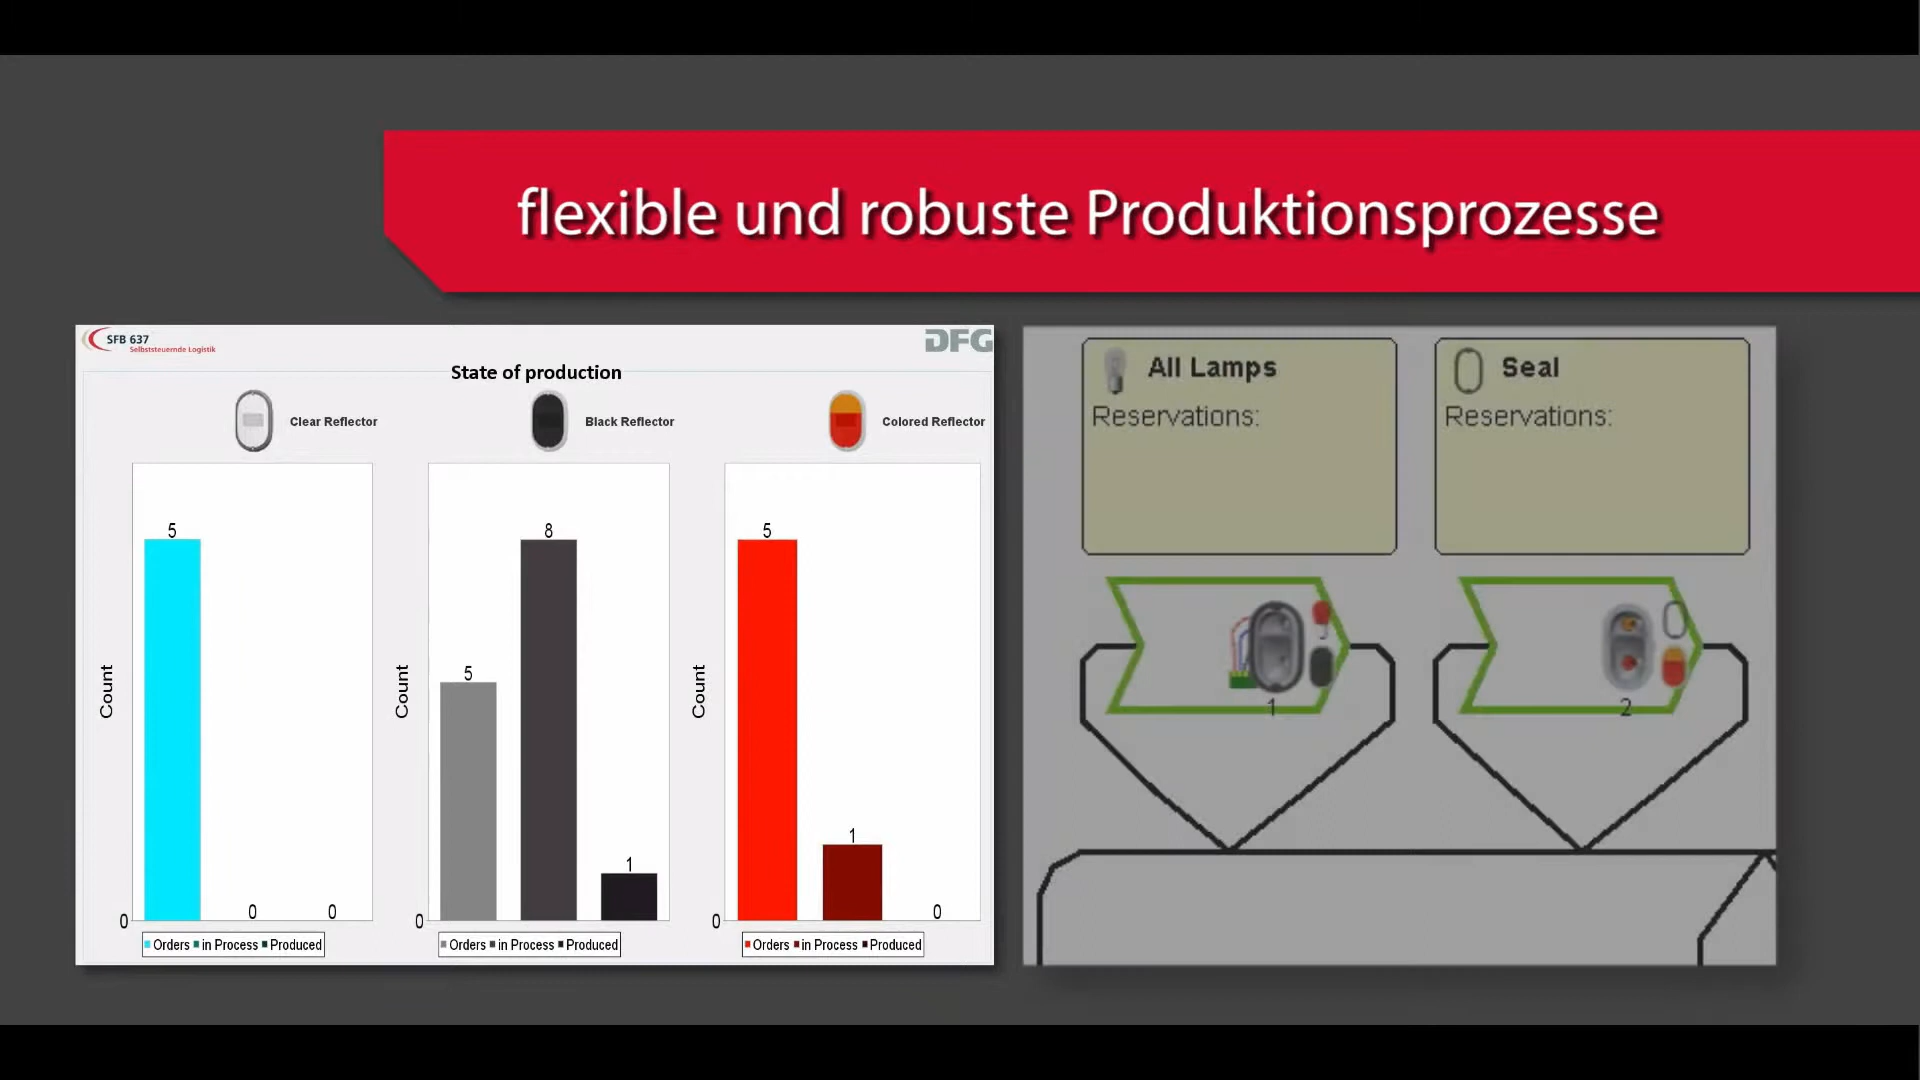 flexible und robuste Produktionsprozesse
SFB 637
Selbststeuernde Logistik
DFG
State of production
Clear Reflector
Black Reflector
Colored Reflector
Count
5
0
0
0
Orders in Process Produced
Count
5
8
1
0
Orders in Process Produced
Count
5
1
0
0
Orders in Process Produced
All Lamps
Reservations:
Seal
Reservations:
1
2